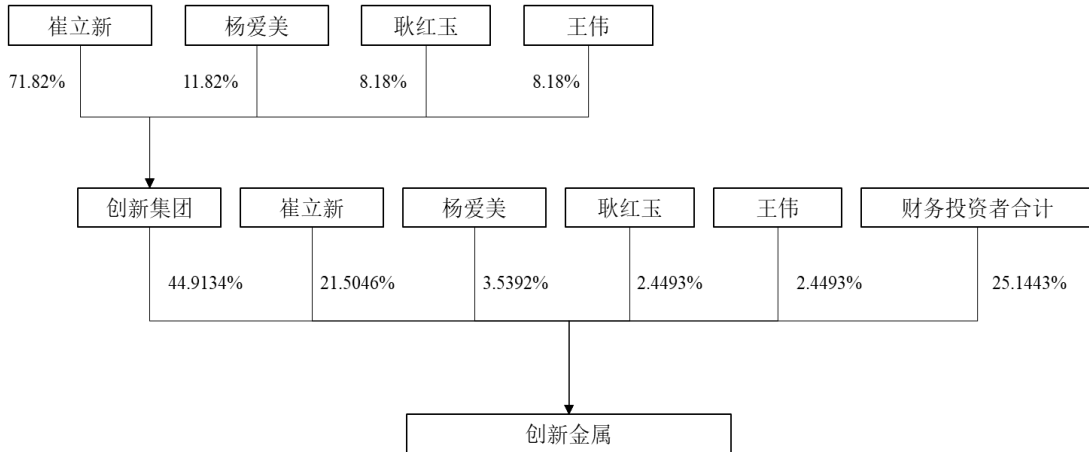 崔立新 杨爱美 耿红玉 王伟
71.82% 11.82% 8.18% 8.18%
创新集团 崔立新 杨爱美 耿红玉 王伟 财务投资者合计
44.9134% 21.5046% 3.5392% 2.4493% 2.4493% 25.1443%
创新金属